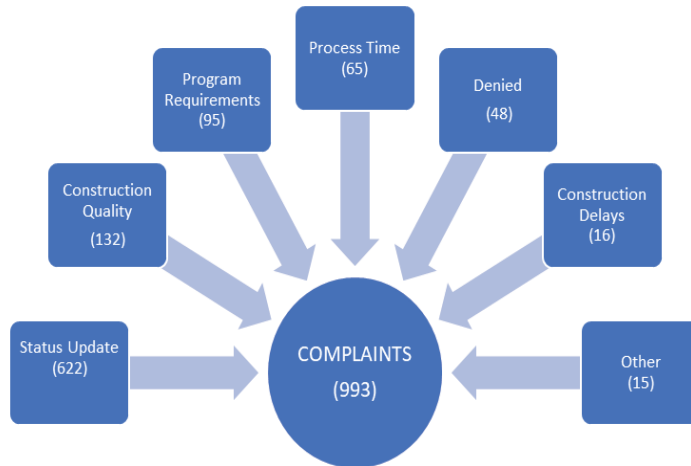 Process Time
(65)
Program
Requirements
(95)
Denied
(48)
Construction
Quality
(132)
Construction
Delays
(16)
Status Update
(622)
COMPLAINTS
(993)
Other
(15)